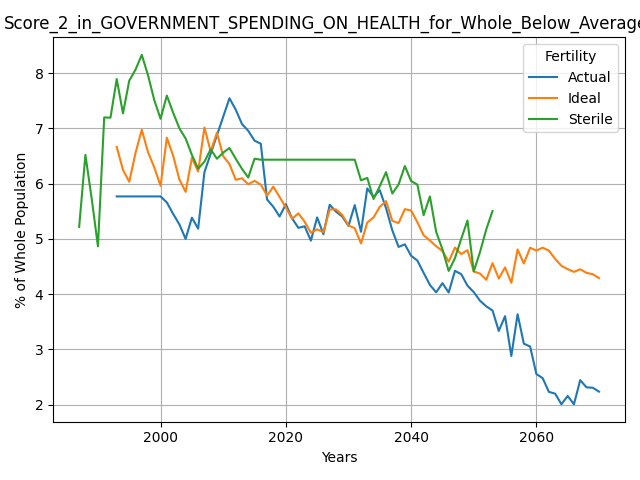 Score_2_in_GOVERNMENT_SPENDING_ON_HEALTH_for_Whole_Below_Average
Fertility
Actual
Ideal
Sterile
8
7
6
5
4
3
2
% of Whole Population
2000
2020
2040
2060
Years